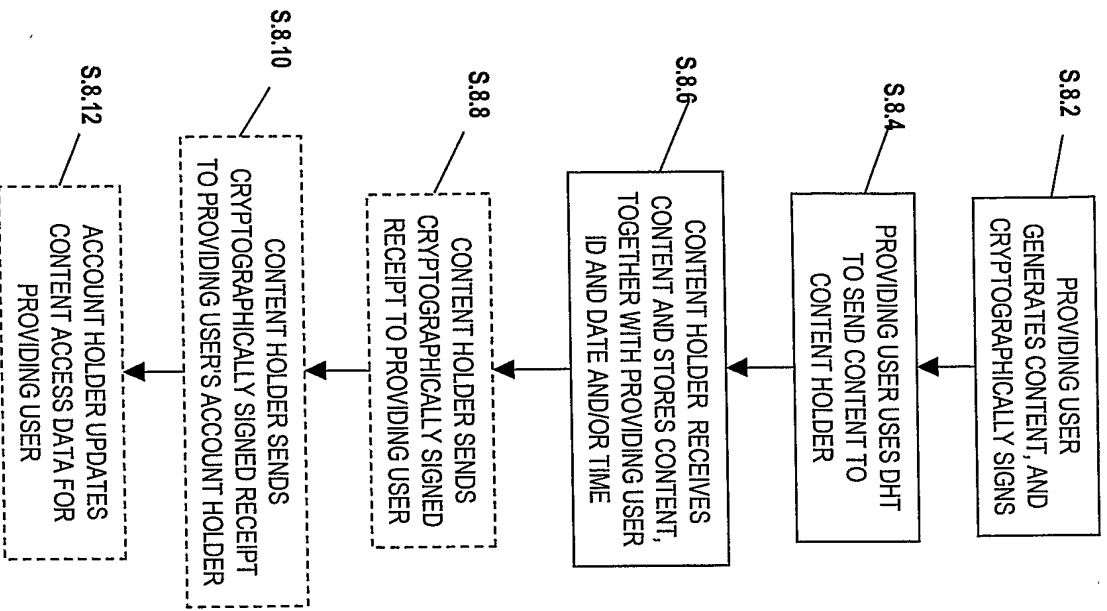 S.8.2
PROVIDING USER
GENERATES CONTENT, AND
CRYPTOGRAPHICALLY SIGNS
S.8.4
PROVIDING USER USES DHT
TO SEND CONTENT TO
CONTENT HOLDER
S.8.6
CONTENT HOLDER RECEIVES
CONTENT AND STORES CONTENT,
TOGETHER WITH PROVIDING USER
ID AND DATE AND/OR TIME
S.8.8
CONTENT HOLDER SENDS
CRYPTOGRAPHICALLY SIGNED
RECEIPT TO PROVIDING USER
S.8.10
CONTENT HOLDER SENDS
CRYPTOGRAPHICALLY SIGNED RECEIPT
TO PROVIDING USER'S ACCOUNT HOLDER
S.8.12
ACCOUNT HOLDER UPDATES
CONTENT ACCESS DATA FOR
PROVIDING USER